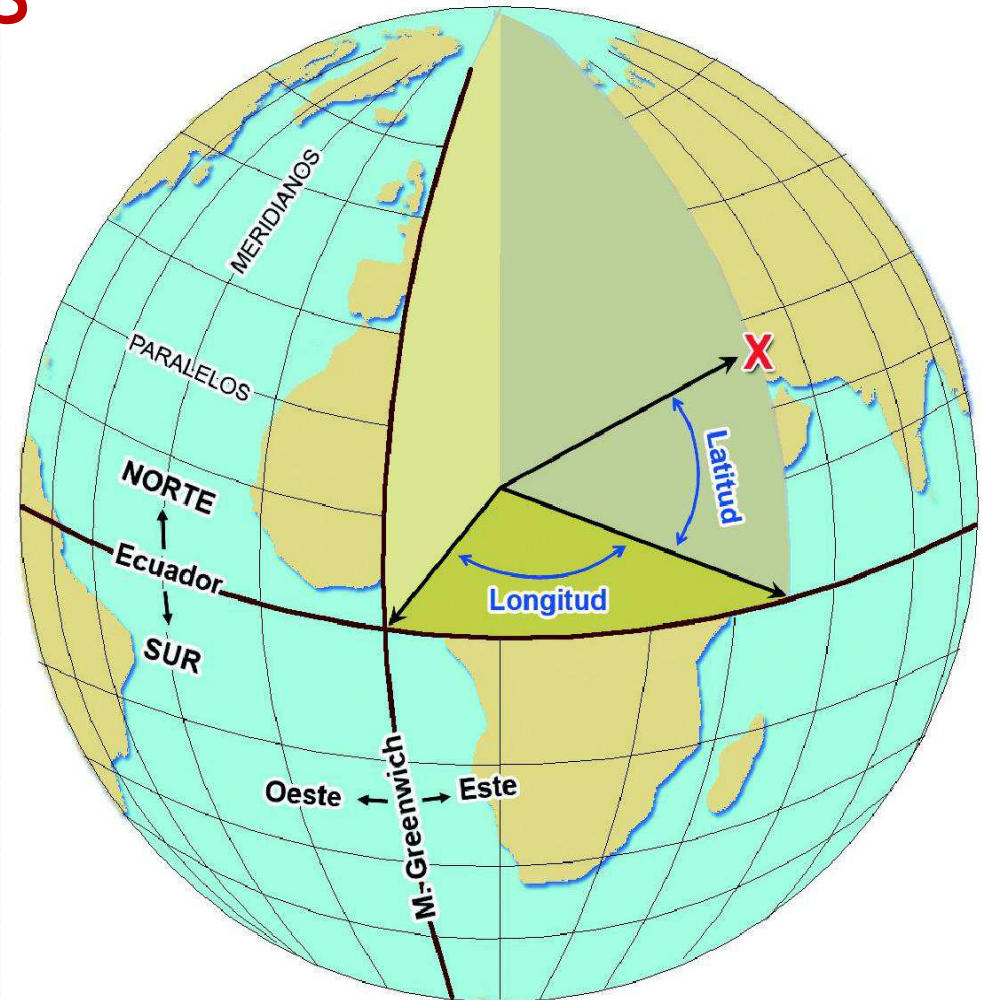 S
MERIDIANOS
PARALELOS
X
Latitud
NORTE
Ecuador
SUR
Longitud
Oeste
Este
M. Greenwich